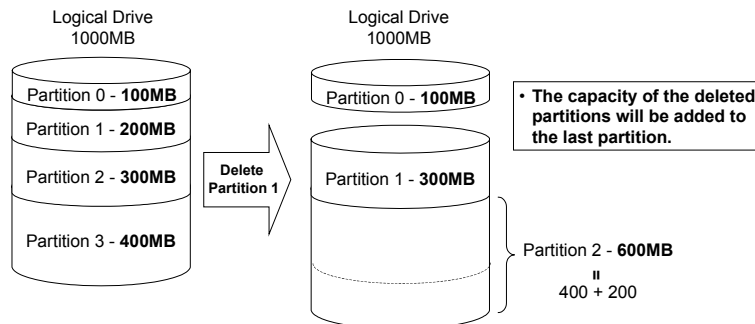 Logical Drive
1000MB
Partition 0 - 100MB
Partition 1 - 200MB
Partition 2 - 300MB
Partition 3 - 400MB
Delete
Partition 1
Logical Drive
1000MB
Partition 0 - 100MB
Partition 1 - 300MB
Partition 2 - 600MB
=
400 + 200
• The capacity of the deleted
partitions will be added to
the last partition.